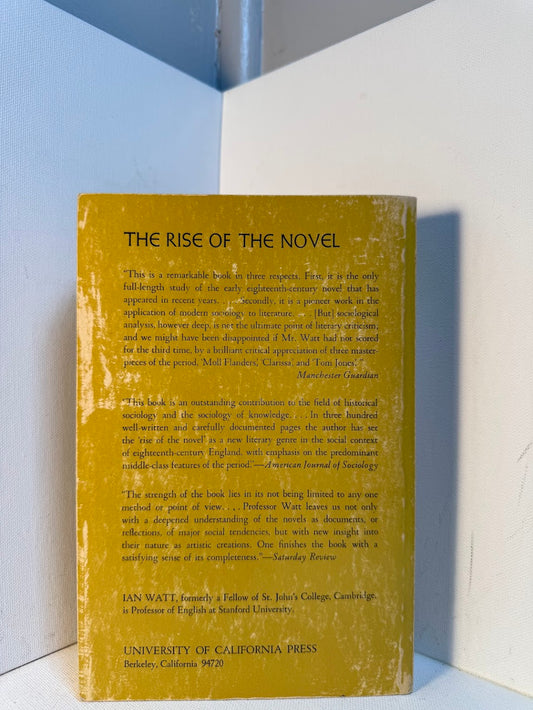 THE RISE OF THE NOVEL
"This is a remarkable book in three respects. First, it is the only
full-length study of the early eighteenth-century novel that has
appeared in recent years. . . . Secondly, it is a pioneer work in the
application of modern sociology to literature. . . . [But] sociological
analysis, however deep, is not the ultimate point of literary criticism,
and we might have been disappointed if Mr. Watt had not scored
for the third time, by a brilliant critical appreciation of three master-
pieces of the period, 'Moll Flanders,' 'Clarissa,' and 'Tom Jones.' "
Manchester Guardian
"This book is an outstanding contribution to the field of historical
sociology and the sociology of knowledge. . . . In three hundred
well-written and carefully documented pages the author has set
the 'rise of the novel' as a new literary genre in the social context
of eighteenth-century England, with emphasis on the predominant
middle-class features of the period."—American Journal of Sociology
"The strength of the book lies in its not being limited to any one
method or point of view. . . . Professor Watt leaves us not only
with a deepened understanding of the novels as documents, or
reflections, of major social tendencies, but with new insight into
their nature as artistic creations. One finishes the book with a
satisfying sense of its completeness."—Saturday Review
IAN WATT, formerly a Fellow of St. John's College, Cambridge,
is Professor of English at Stanford University.
UNIVERSITY OF CALIFORNIA PRESS
Berkeley, California 94720